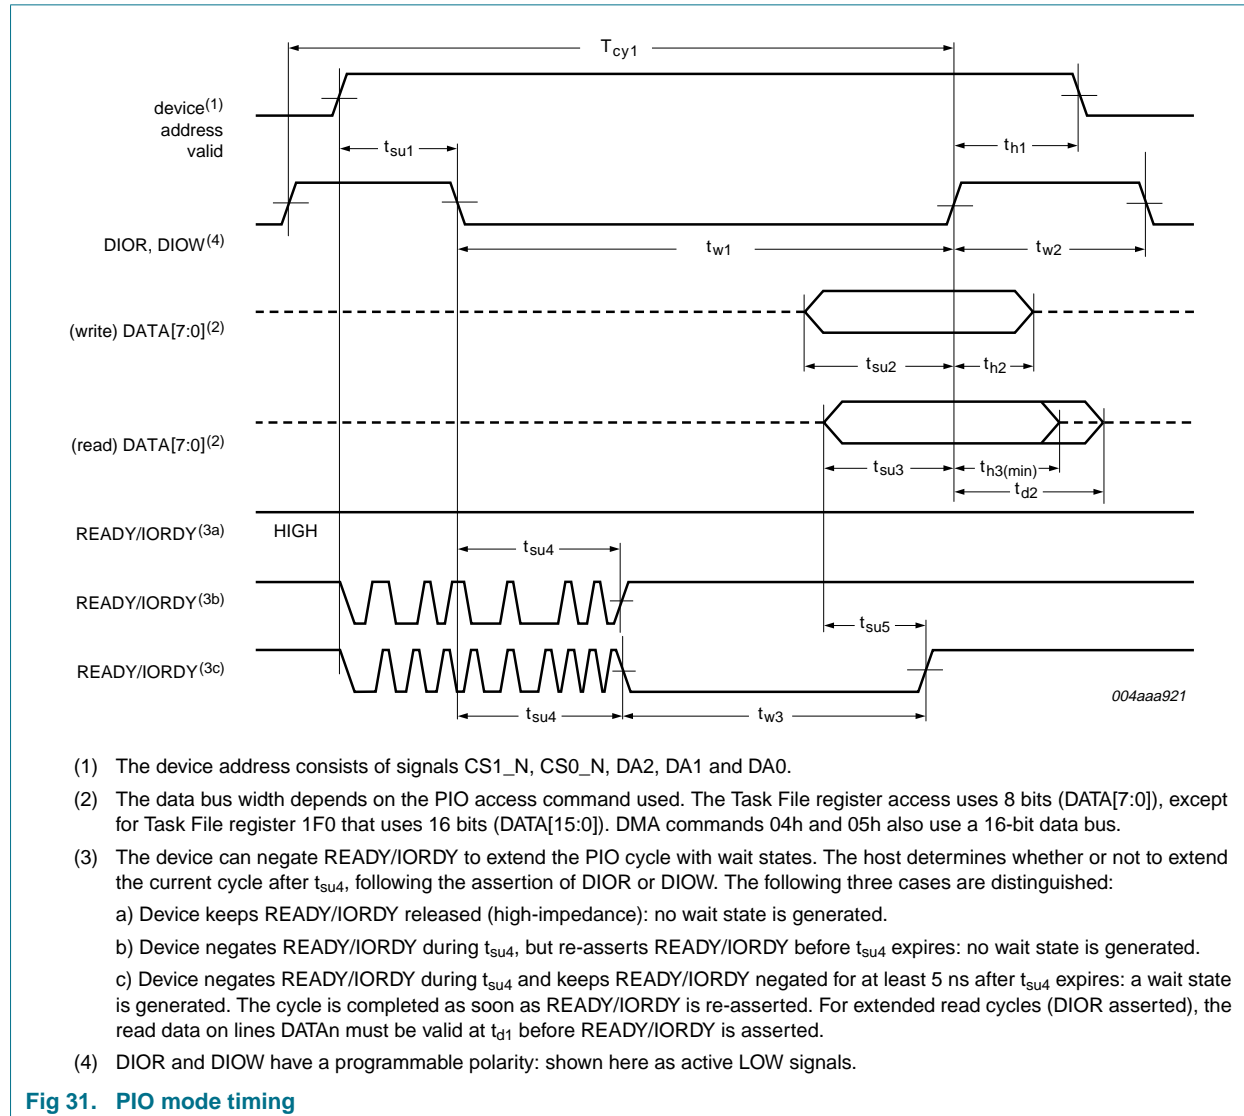 Tcy1
device(1)
address
valid
tsu1
th1
DIOR, DIOW(4)
tw1
tw2
(write) DATA[7:0](2)
tsu2
th2
(read) DATA[7:0](2)
tsu3
th3(min)
td2
READY/IORDY(3a)
HIGH
tsu4
READY/IORDY(3b)
tsu5
READY/IORDY(3c)
tsu4
tw3
004aaa921
(1) The device address consists of signals CS1_N, CS0_N, DA2, DA1 and DA0.
(2) The data bus width depends on the PIO access command used. The Task File register access uses 8 bits (DATA[7:0]), except
for Task File register 1F0 that uses 16 bits (DATA[15:0]). DMA commands 04h and 05h also use a 16-bit data bus.
(3) The device can negate READY/IORDY to extend the PIO cycle with wait states. The host determines whether or not to extend
the current cycle after tsu4, following the assertion of DIOR or DIOW. The following three cases are distinguished:
a) Device keeps READY/IORDY released (high-impedance): no wait state is generated.
b) Device negates READY/IORDY during tsu4, but re-asserts READY/IORDY before tsu4 expires: no wait state is generated.
c) Device negates READY/IORDY during tsu4 and keeps READY/IORDY negated for at least 5 ns after tsu4 expires: a wait state
is generated. The cycle is completed as soon as READY/IORDY is re-asserted. For extended read cycles (DIOR asserted), the
read data on lines DATAn must be valid at td1 before READY/IORDY is asserted.
(4) DIOR and DIOW have a programmable polarity: shown here as active LOW signals.
Fig 31. PIO mode timing